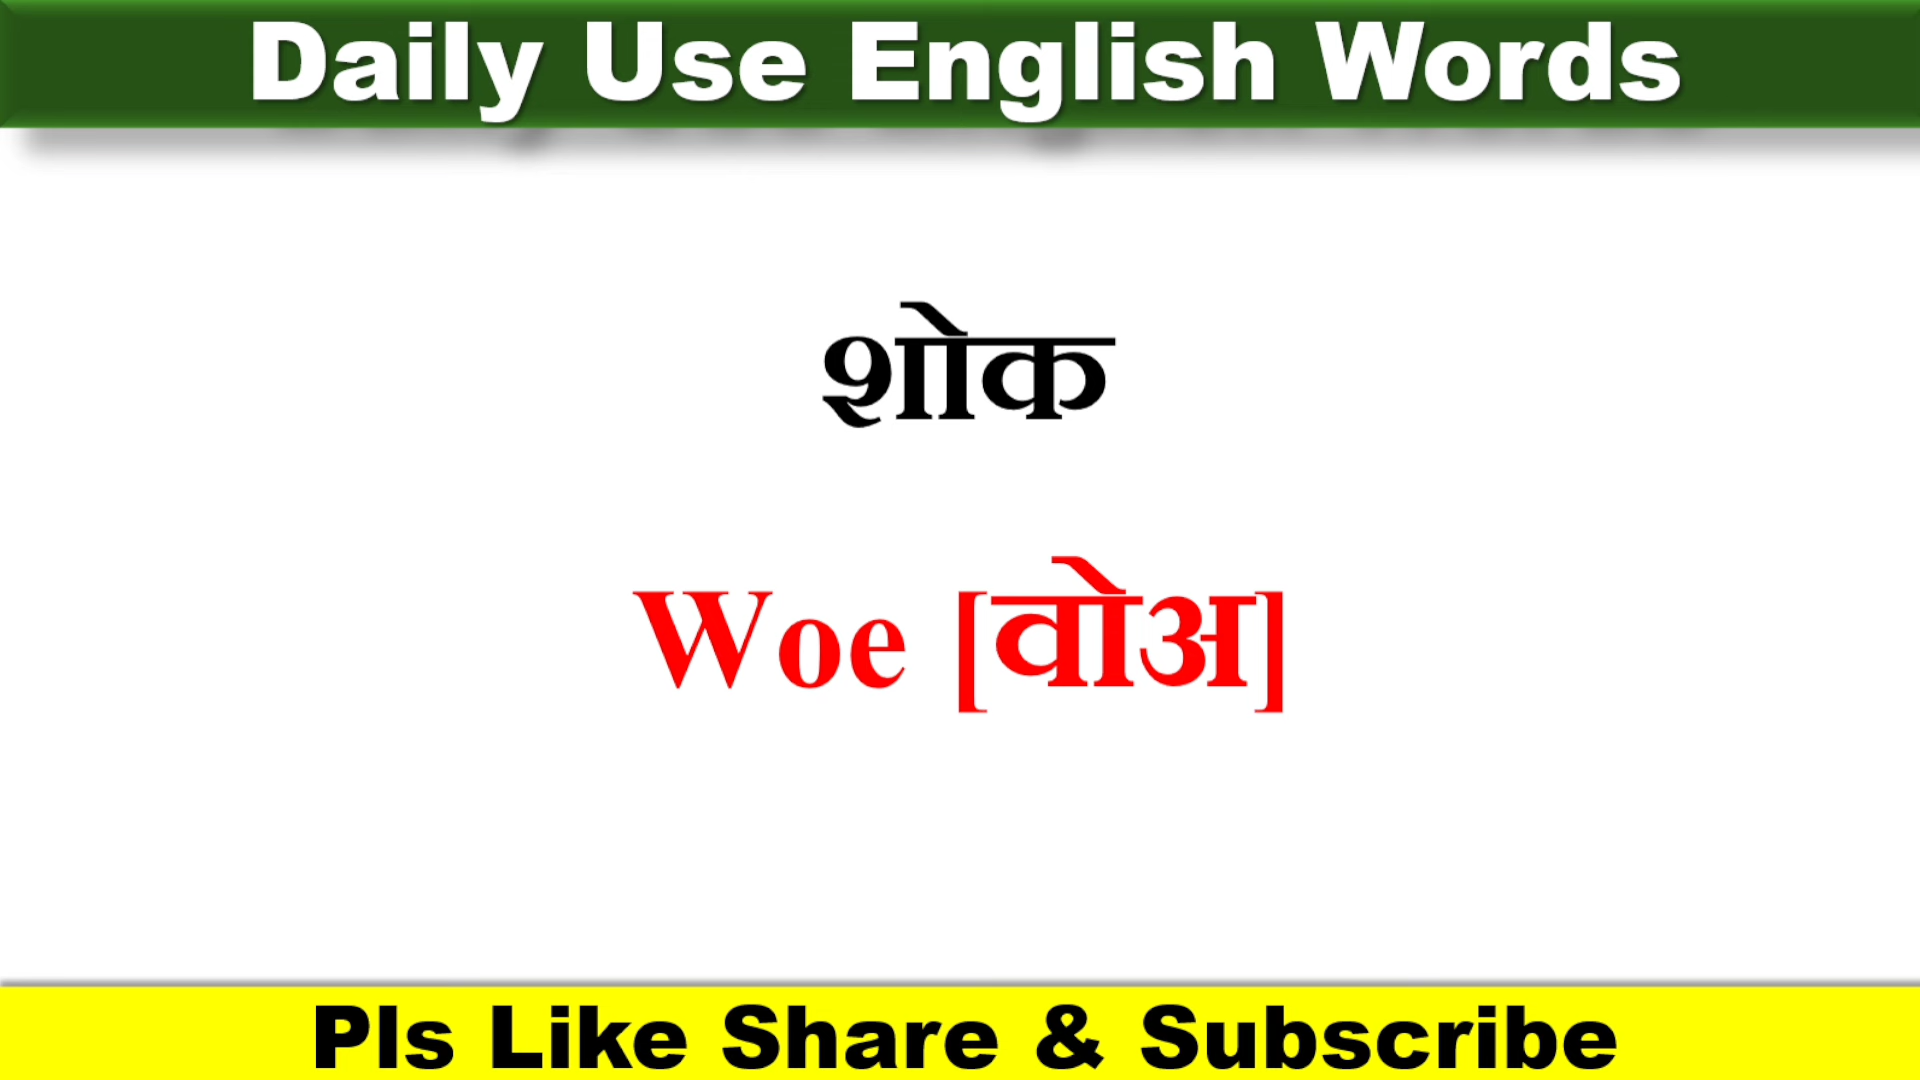 Daily Use English Words
शोक
Woe [वोअ]
Pls Like Share & Subscribe